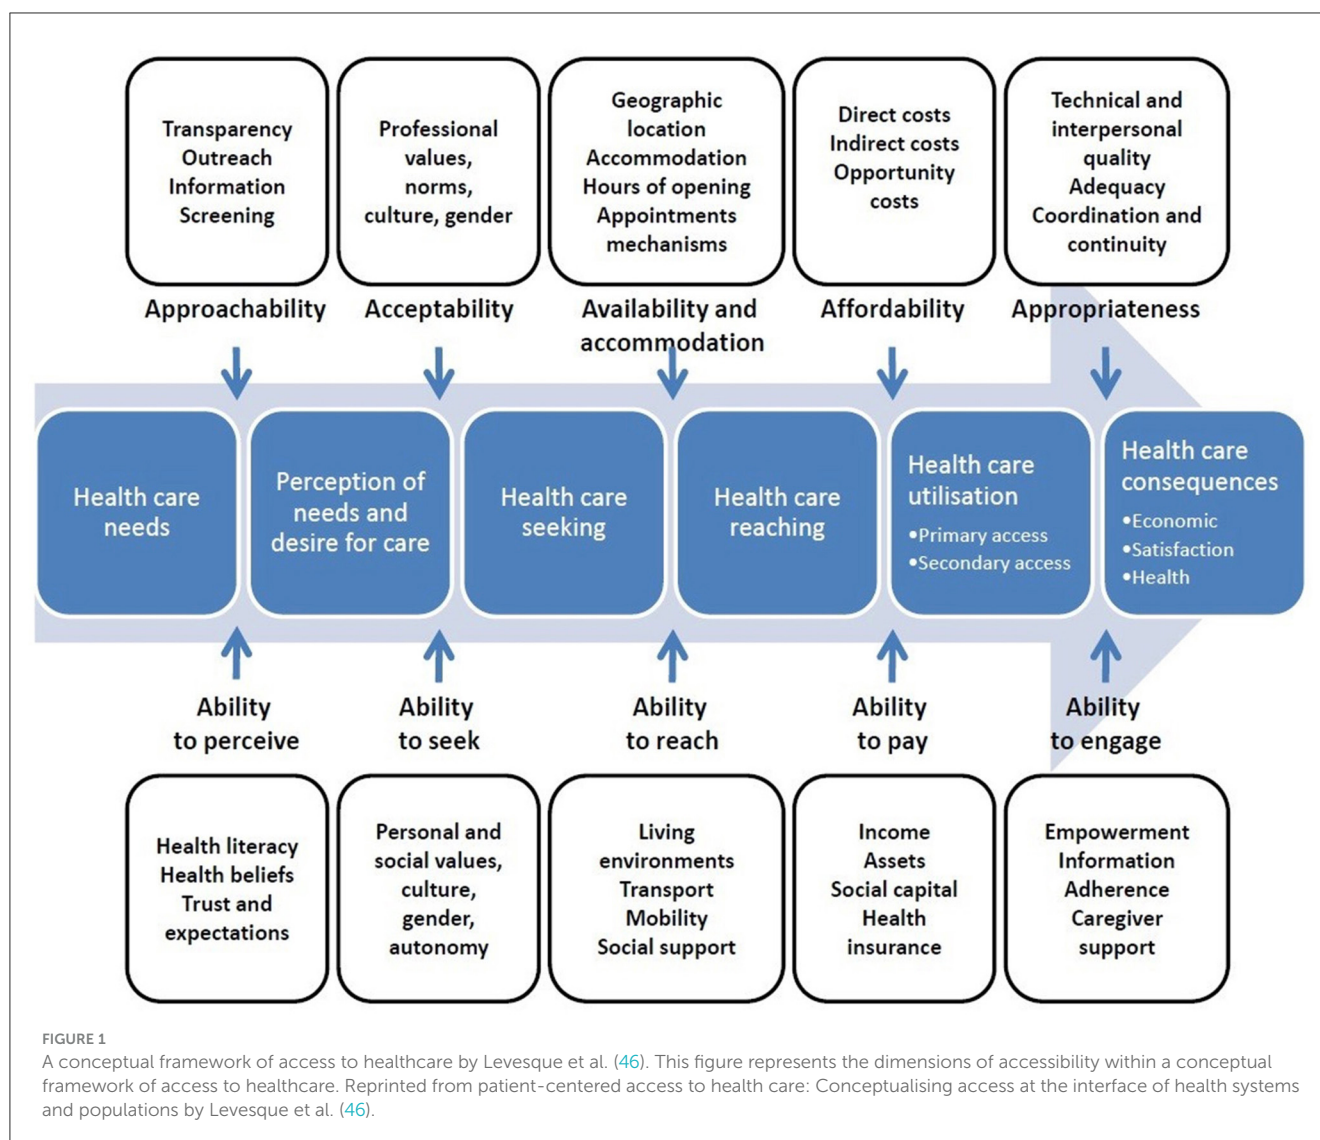 Transparency
Outreach
Information
Screening
Professional
values,
norms,
culture, gender
Geographic
location
Accommodation
Hours of opening
Appointments
mechanisms
Direct costs
Indirect costs
Opportunity
costs
Technical and
interpersonal
quality
Adequacy
Coordination and
continuity
Approachability
Acceptability
Availability and
accommodation
Affordability
Appropriateness
Health care
needs
Perception of
needs and
desire for care
Health care
seeking
Health care
reaching
Health care
utilisation
•Primary access
•Secondary access
Health care
consequences
•Economic
•Satisfaction
•Health
Ability
to perceive
Ability
to seek
Ability
to reach
Ability
to pay
Ability
to engage
Health literacy
Health beliefs
Trust and
expectations
Personal and
social values,
culture,
gender,
autonomy
Living
environments
Transport
Mobility
Social support
Income
Assets
Social capital
Health
insurance
Empowerment
Information
Adherence
Caregiver
support
FIGURE 1
A conceptual framework of access to healthcare by Levesque et al. (46). This figure represents the dimensions of accessibility within a conceptual
framework of access to healthcare. Reprinted from patient-centered access to health care: Conceptualising access at the interface of health systems
and populations by Levesque et al. (46).